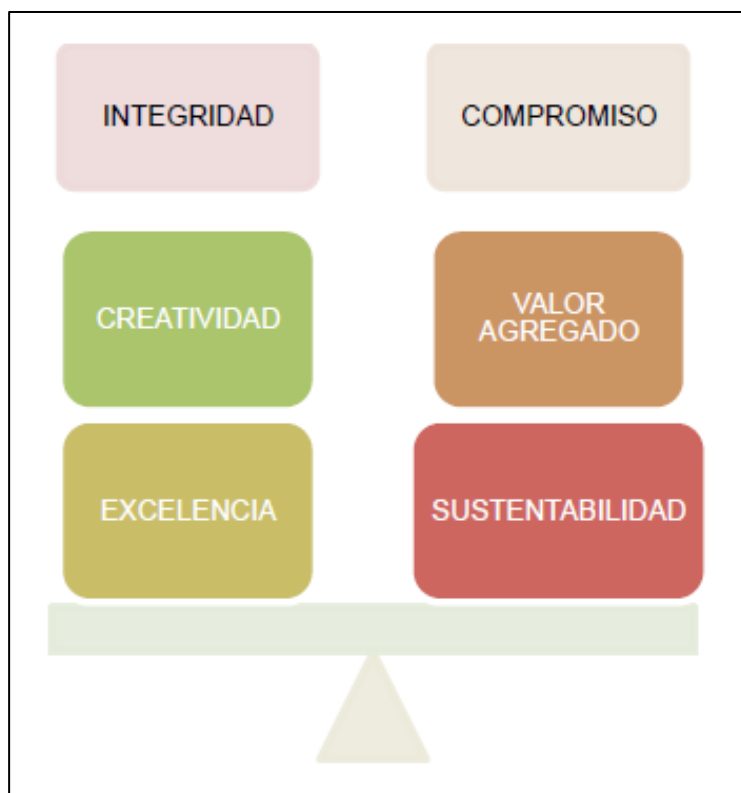 INTEGRIDAD
COMPROMISO
CREATIVIDAD
VALOR
AGREGADO
EXCELENCIA
SUSTENTABILIDAD